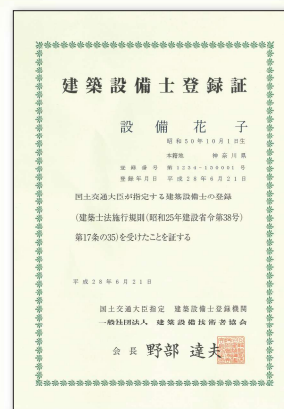 建築設備士登録証
設備花子
昭和50年10月1日生
本籍地 神奈川県
登録番号 第1234-156091号
登録年月日 平成28年6月21日
国土交通大臣が指定する建築設備士の登録
(建築士法施行規則(昭和25年建設省令第38号)
第17条の35)を受けたことを証する
平成28年6月21日
国土交通大臣指定 建築設備士登録機関
一般社団法人 建築設備技術者協会
会長 野部達夫